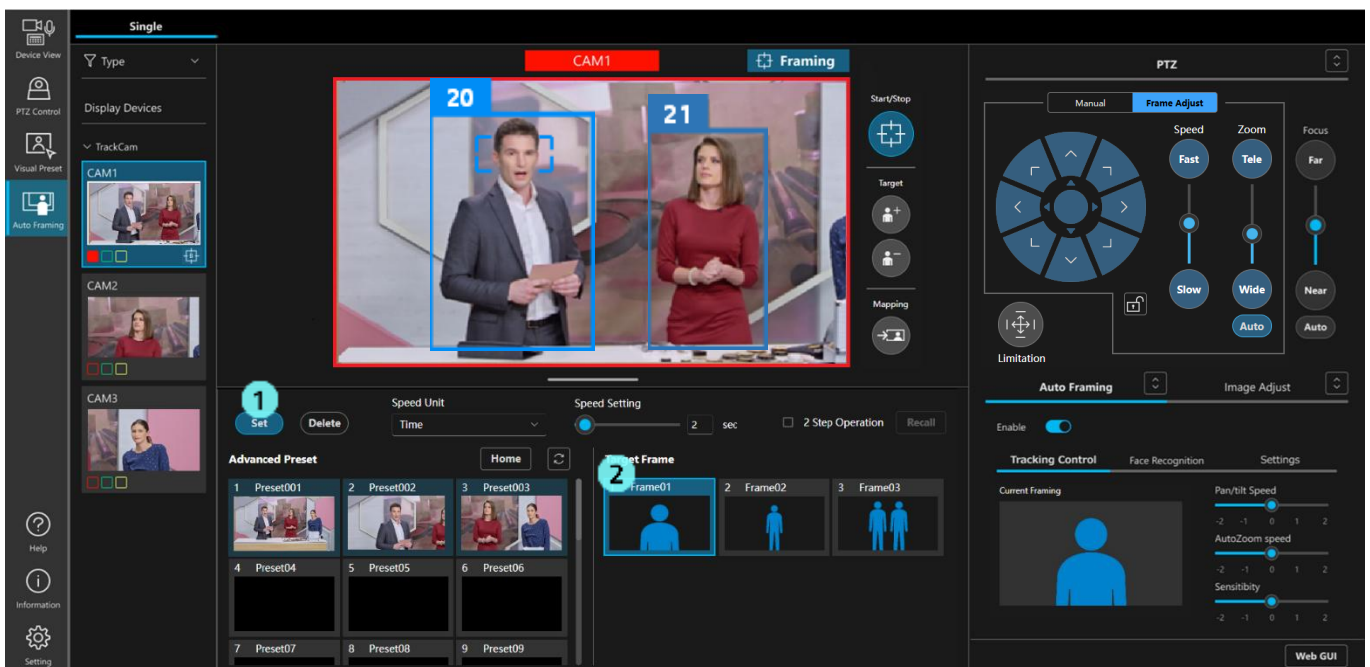 Single
Device View
PTZ Control
Visual Preset
Auto Framing
Help
Information
Setting
Type
Display Devices
TrackCam
CAM1
CAM2
CAM3
CAM1
Framing
20
21
Start/Stop
Target
Mapping
1
Set
Delete
Speed Unit
Time
Speed Setting
2 sec
2 Step Operation
Recall
Advanced Preset
Home
1 Preset001
2 Preset002
3 Preset003
4 Preset04
5 Preset05
6 Preset06
7 Preset07
8 Preset08
9 Preset09
Target Frame
2
Frame01
2 Frame02
3 Frame03
PTZ
Manual
Frame Adjust
Speed
Zoom
Focus
Fast
Tele
Far
Slow
Wide
Near
Auto
Auto
Limitation
Auto Framing
Image Adjust
Enable
Tracking Control
Face Recognition
Settings
Current Framing
Pan/tilt Speed
-2 -1 0 1 2
AutoZoom speed
-2 -1 0 1 2
Sensitibity
-2 -1 0 1 2
Web GUI